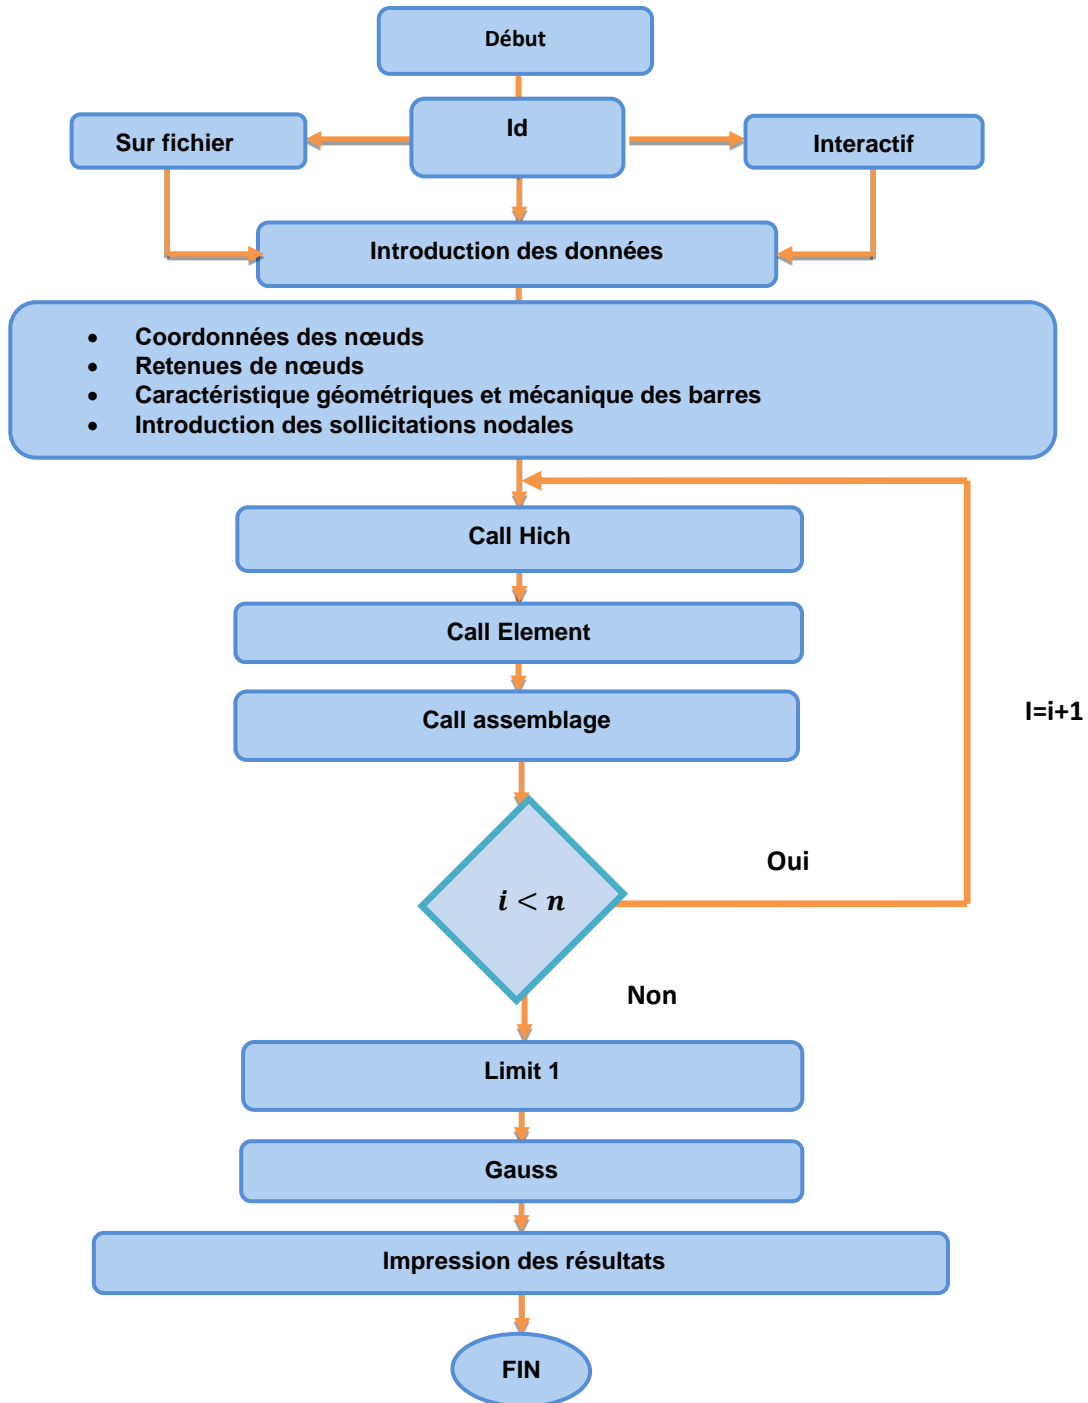 Début
Id
Sur fichier
Interactif
Introduction des données
• Coordonnées des nœuds
• Retenues de nœuds
• Caractéristique géométriques et mécanique des barres
• Introduction des sollicitations nodales
Call Hich
Call Element
Call assemblage
I=i+1
Oui
i < n
Non
Limit 1
Gauss
Impression des résultats
FIN